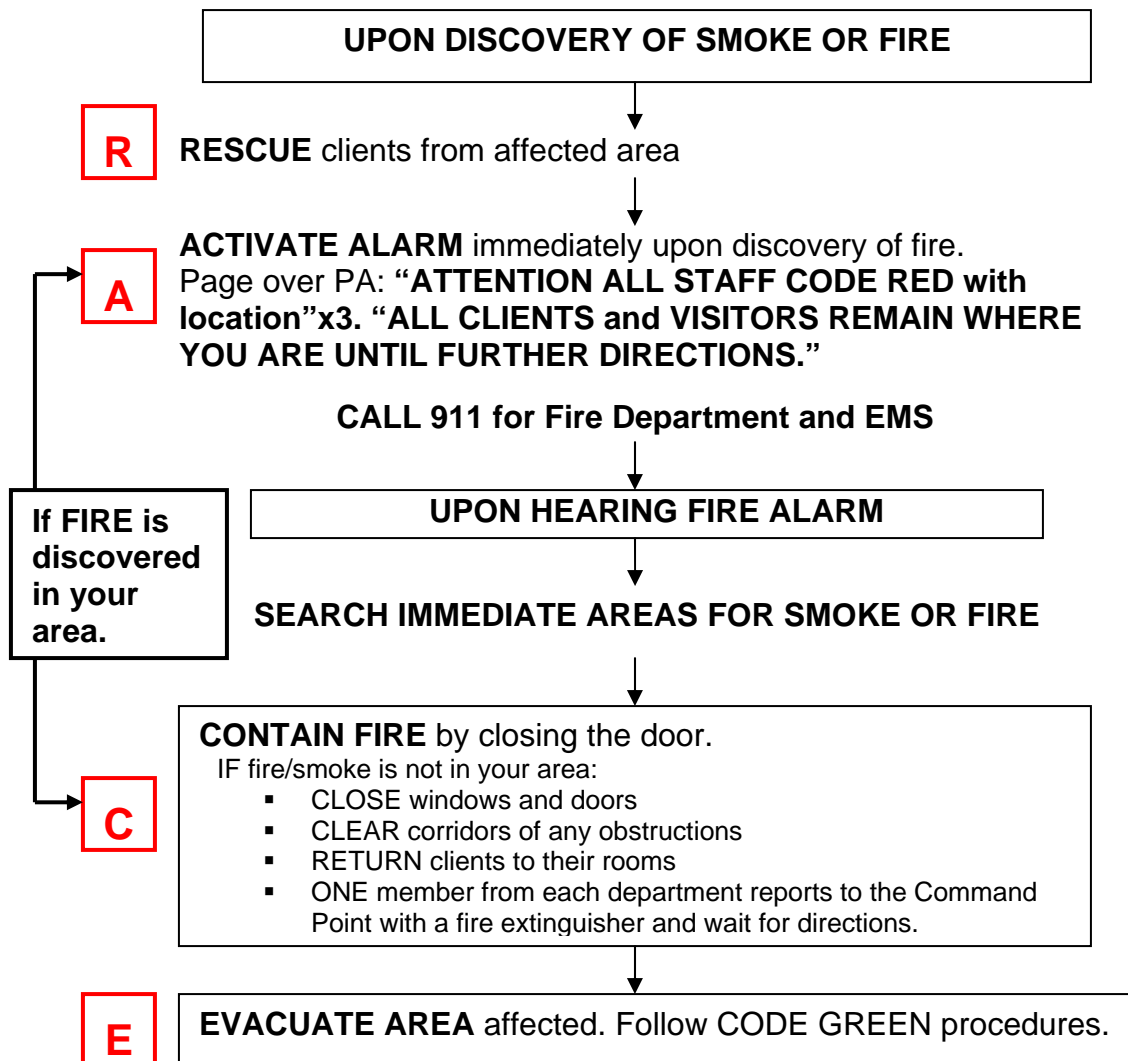 UPON DISCOVERY OF SMOKE OR FIRE
R
RESCUE clients from affected area
A
ACTIVATE ALARM immediately upon discovery of fire.
Page over PA: “ATTENTION ALL STAFF CODE RED with
location”x3. “ALL CLIENTS and VISITORS REMAIN WHERE
YOU ARE UNTIL FURTHER DIRECTIONS.”
CALL 911 for Fire Department and EMS
UPON HEARING FIRE ALARM
If FIRE is
discovered
in your
area.
SEARCH IMMEDIATE AREAS FOR SMOKE OR FIRE
C
CONTAIN FIRE by closing the door.
IF fire/smoke is not in your area:
▪ CLOSE windows and doors
▪ CLEAR corridors of any obstructions
▪ RETURN clients to their rooms
▪ ONE member from each department reports to the Command
Point with a fire extinguisher and wait for directions.
E
EVACUATE AREA affected. Follow CODE GREEN procedures.